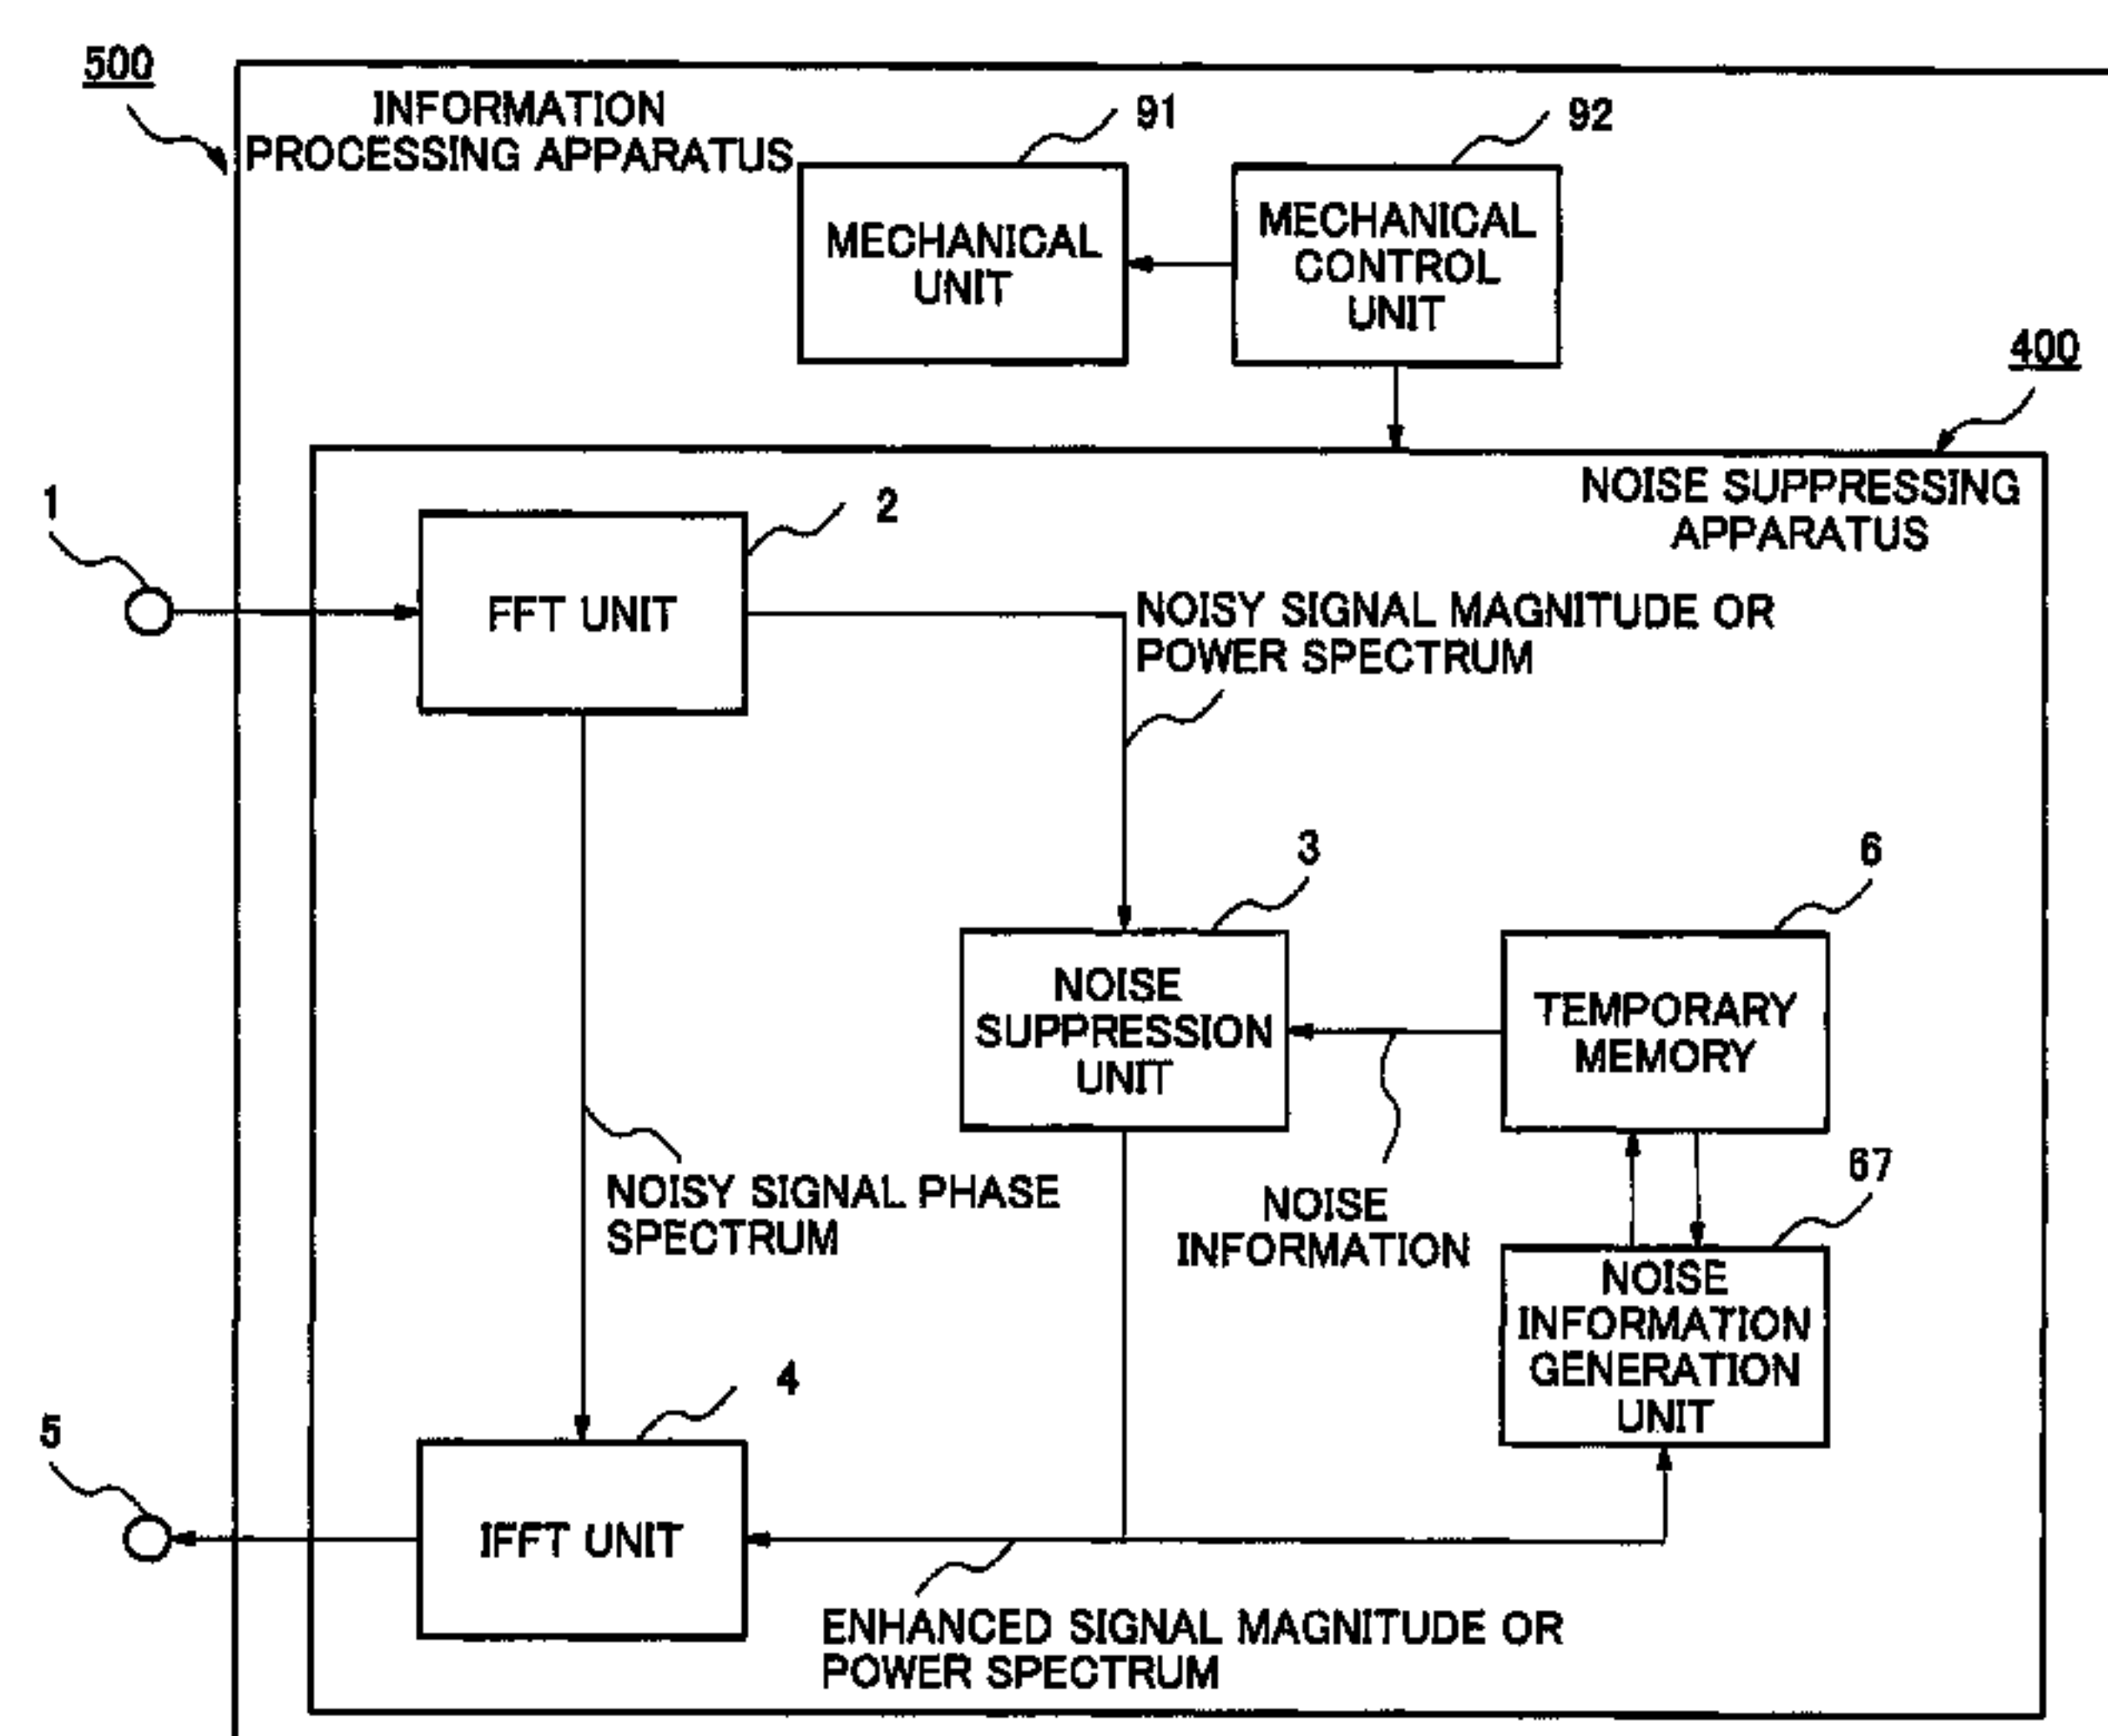 500
INFORMATION
PROCESSING APPARATUS
91
92
MECHANICAL
UNIT
MECHANICAL
CONTROL
UNIT
400
NOISE SUPPRESSING
APPARATUS
1
2
FFT UNIT
NOISY SIGNAL MAGNITUDE OR
POWER SPECTRUM
3
6
NOISE
SUPPRESSION
UNIT
TEMPORARY
MEMORY
NOISY SIGNAL PHASE
SPECTRUM
NOISE
INFORMATION
67
NOISE
INFORMATION
GENERATION
UNIT
4
5
IFFT UNIT
ENHANCED SIGNAL MAGNITUDE OR
POWER SPECTRUM